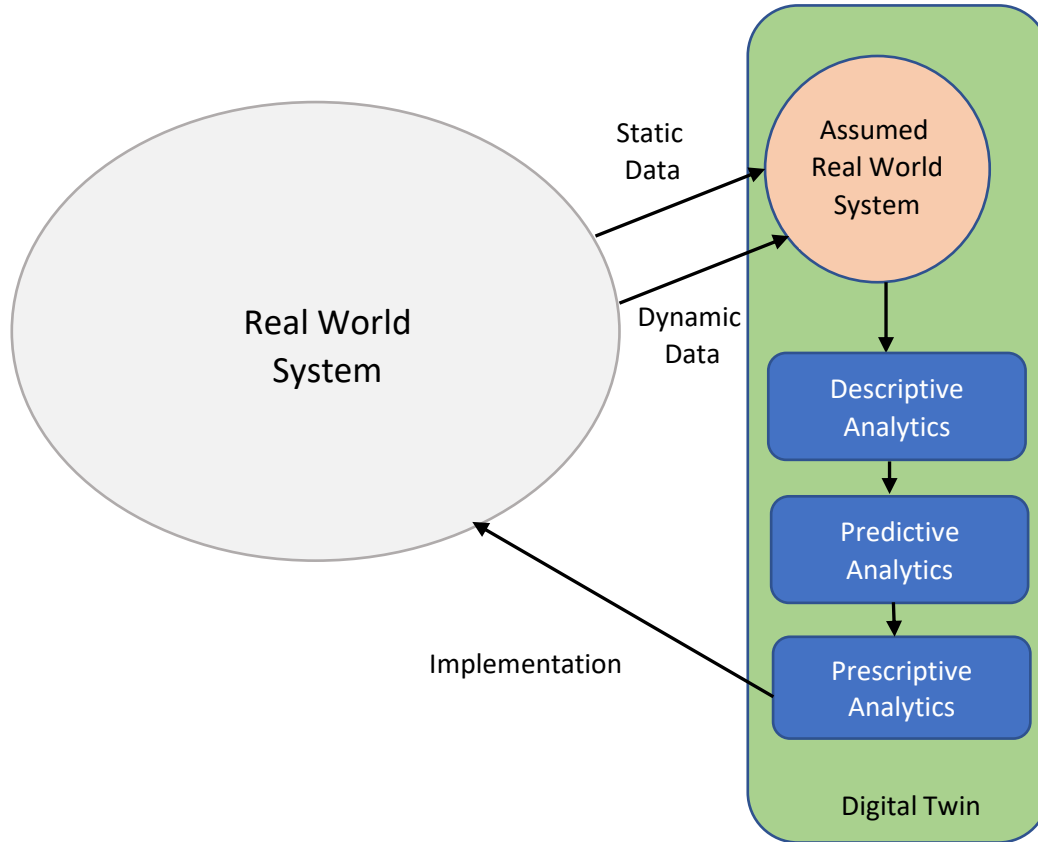 Static
Data
Assumed
Real World
System
Real World
System
Dynamic
Data
Descriptive
Analytics
Predictive
Analytics
Implementation
Prescriptive
Analytics
Digital Twin